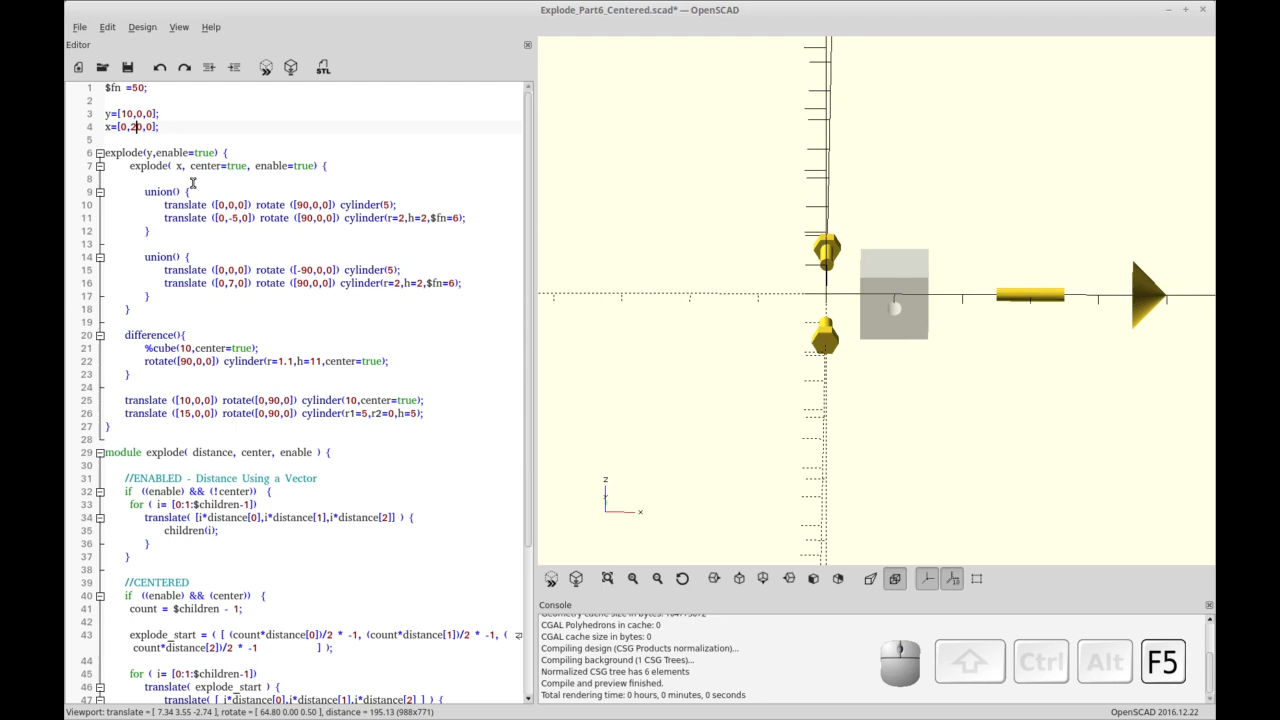 Explode_Part6_Centered.scad* — OpenSCAD
File Edit Design View Help
Editor
STL
1 $fn =50;
2
3 y=[10,0,0];
4 x=[0,20,0];
5
6 explode(y,enable=true) {
7 explode( x, center=true, enable=true) {
8
9 union() {
10 translate ([0,0,0]) rotate ([90,0,0]) cylinder(5);
11 translate ([0,-5,0]) rotate ([90,0,0]) cylinder(r=2,h=2,$fn=6);
12 }
13
14 union() {
15 translate ([0,0,0]) rotate ([-90,0,0]) cylinder(5);
16 translate ([0,7,0]) rotate ([90,0,0]) cylinder(r=2,h=2,$fn=6);
17 }
18 }
19
20 difference(){
21 %cube(10,center=true);
22 rotate([90,0,0]) cylinder(r=1.1,h=11,center=true);
23 }
24
25 translate ([10,0,0]) rotate([0,90,0]) cylinder(10,center=true);
26 translate ([15,0,0]) rotate([0,90,0]) cylinder(r1=5,r2=0,h=5);
27 }
28
29 module explode( distance, center, enable ) {
30
31 //ENABLED - Distance Using a Vector
32 if ((enable) && (!center)) {
33 for ( i= [0:1:$children-1])
34 translate( [i*distance[0],i*distance[1],i*distance[2]] ) {
35 children(i);
36 }
37 }
38
39 //CENTERED
40 if ((enable) && (center)) {
41 count = $children - 1;
42
43 explode_start = ( [ (count*distance[0])/2 * -1, (count*distance[1])/2 * -1, (
count*distance[2])/2 * -1 ] );
44
45 for ( i= [0:1:$children-1])
46 translate( explode_start ) {
47 translate( [ i*distance[0],i*distance[1],i*distance[2] ] ) {
z
x
10
Console
CGAL Polyhedrons in cache: 0
CGAL cache size in bytes: 0
Compiling design (CSG Products normalization)...
Compiling background (1 CSG Trees)...
Normalized CSG tree has 6 elements
Compile and preview finished.
Total rendering time: 0 hours, 0 minutes, 0 seconds
Ctrl Alt F5
Viewport: translate = [ 7.34 3.55 -2.74 ], rotate = [ 64.80 0.00 0.50 ], distance = 195.13 (988x771)
OpenSCAD 2016.12.22